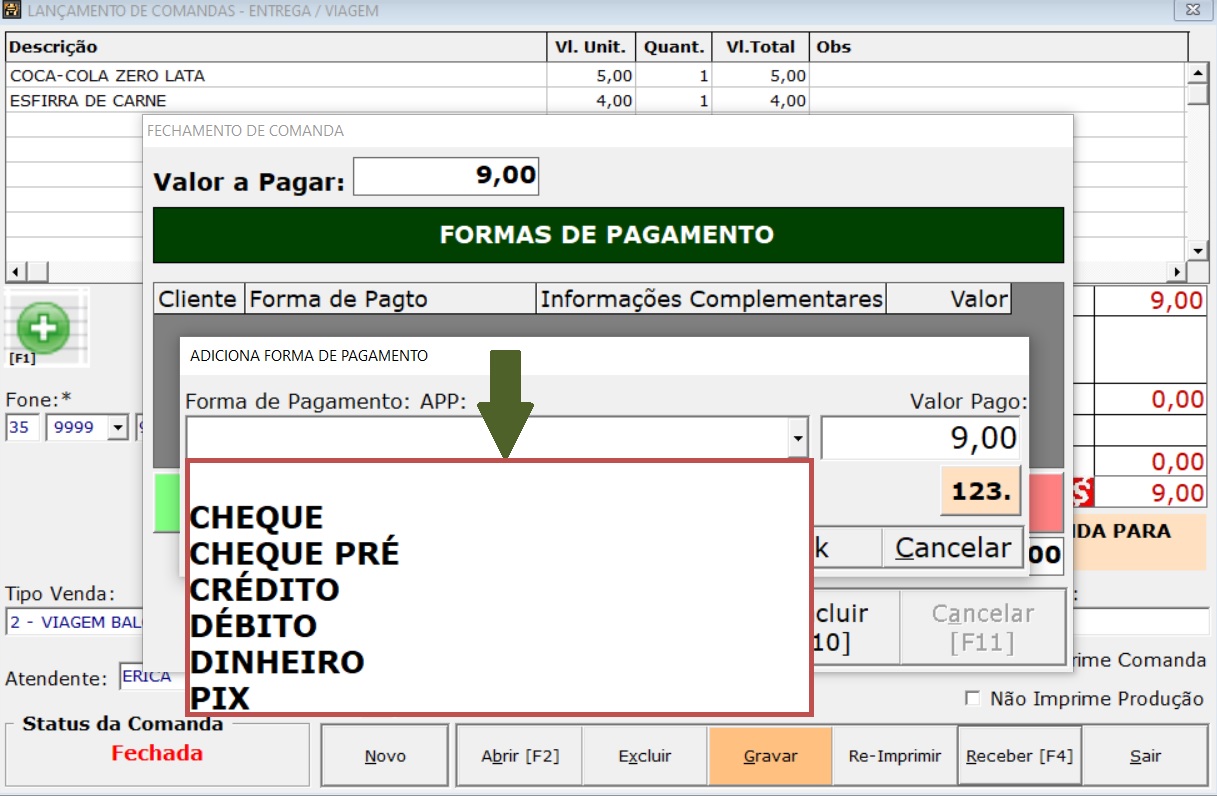 LANÇAMENTO DE COMANDAS - ENTREGA / VIAGEM
Descrição Vl. Unit. Quant. Vl.Total Obs
COCA-COLA ZERO LATA 5,00 1 5,00
ESFIRRA DE CARNE 4,00 1 4,00
FECHAMENTO DE COMANDA
Valor a Pagar: 9,00
FORMAS DE PAGAMENTO
Cliente Forma de Pagto Informações Complementares Valor
9,00
[F1]
ADICIONA FORMA DE PAGAMENTO
Forma de Pagamento: APP: Valor Pago:
Fone:* 0,00
35 9999 9,00
0,00
123. $ 9,00
CHEQUE
CHEQUE PRÉ
CRÉDITO
DÉBITO
DINHEIRO
PIX
k Cancelar 00
DA PARA
Tipo Venda: :
2 - VIAGEM BAL
cluir Cancelar
10] [F11]
rime Comanda
Atendente: ERICA
Não Imprime Produção
Status da Comanda
Fechada
Novo Abrir [F2] Excluir Gravar Re-Imprimir Receber [F4] Sair